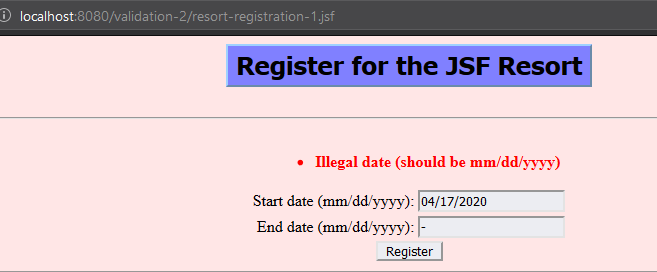 localhost:8080/validation-2/resort-registration-1.jsf
Register for the JSF Resort
• Illegal date (should be mm/dd/yyyy)
Start date (mm/dd/yyyy): 04/17/2020
End date (mm/dd/yyyy): -
Register